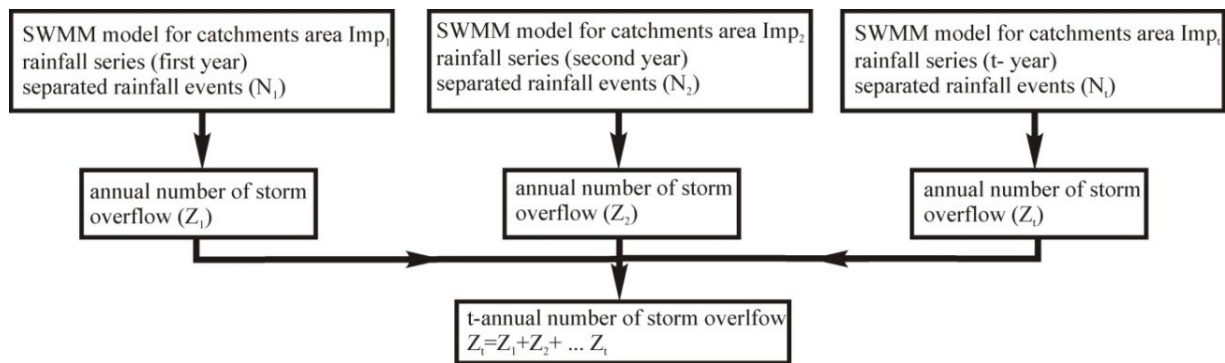 SWMM model for catchments area Imp₁
rainfall series (first year)
separated rainfall events (N₁)
SWMM model for catchments area Imp₂
rainfall series (second year)
separated rainfall events (N₂)
SWMM model for catchments area Impₜ
rainfall series (t- year)
separated rainfall events (Nₜ)
annual number of storm
overflow (Z₁)
annual number of storm
overflow (Z₂)
annual number of storm
overflow (Zₜ)
t-annual number of storm overlfow
Zₜ=Z₁+Z₂+ ... Zₜ